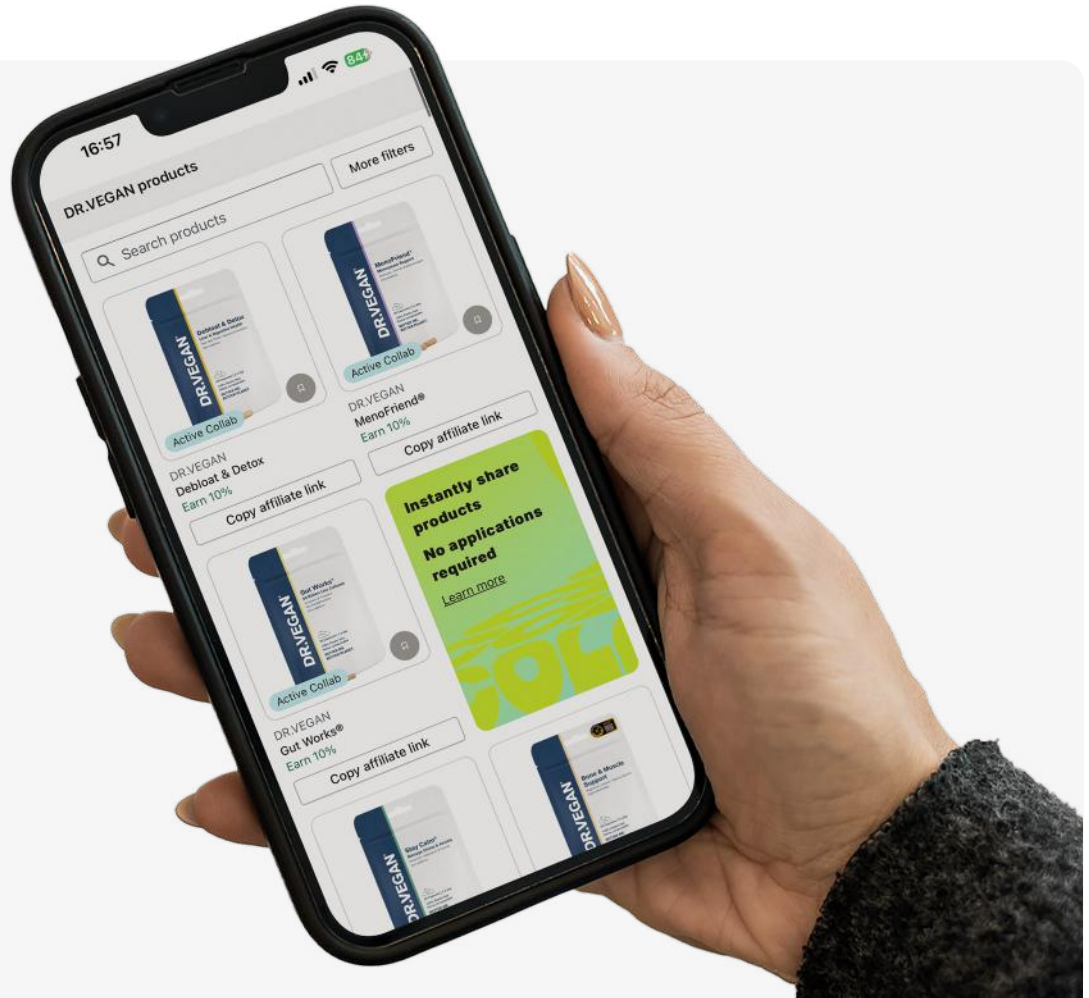 16:57
84
DR.VEGAN products
Search products
More filters
DR.VEGAN
Debloat & Detox
Active Collab
DR.VEGAN
Debloat & Detox
Earn 10%
Copy affiliate link
DR.VEGAN
MenoFriend®
Active Collab
DR.VEGAN
MenoFriend®
Earn 10%
Copy affiliate link
DR.VEGAN
Gut Works®
Active Collab
DR.VEGAN
Gut Works®
Earn 10%
Copy affiliate link
Instantly share
products
No applications
required
Learn more
DR.VEGAN
Stay Calm®
DR.VEGAN
Bone & Muscle
Support